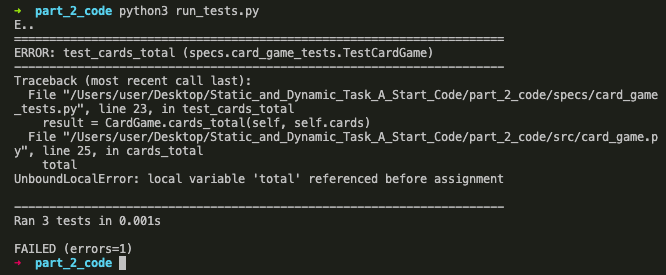 ➜ part_2_code python3 run_tests.py
E..
======================================================================
ERROR: test_cards_total (specs.card_game_tests.TestCardGame)
----------------------------------------------------------------------
Traceback (most recent call last):
  File "/Users/user/Desktop/Static_and_Dynamic_Task_A_Start_Code/part_2_code/specs/card_game
_tests.py", line 23, in test_cards_total
    result = CardGame.cards_total(self, self.cards)
  File "/Users/user/Desktop/Static_and_Dynamic_Task_A_Start_Code/part_2_code/src/card_game.p
y", line 25, in cards_total
    total
UnboundLocalError: local variable 'total' referenced before assignment

----------------------------------------------------------------------
Ran 3 tests in 0.001s

FAILED (errors=1)
➜ part_2_code